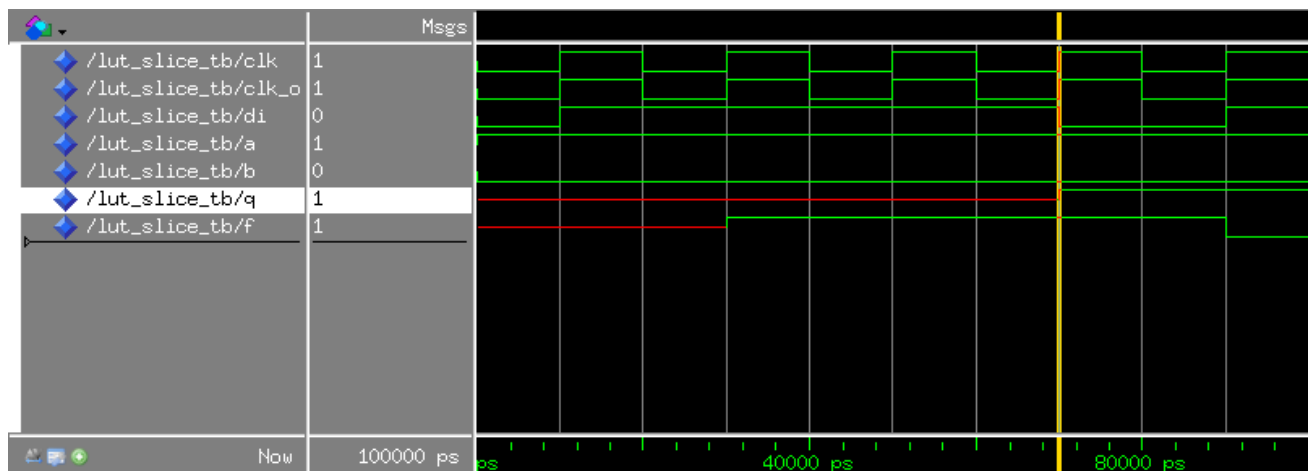 Msgs
/lut_slice_tb/clk 1
/lut_slice_tb/clk_o 1
/lut_slice_tb/di 0
/lut_slice_tb/a 1
/lut_slice_tb/b 0
/lut_slice_tb/q 1
/lut_slice_tb/f 1
Now 100000 ps ps 40000 ps 80000 ps